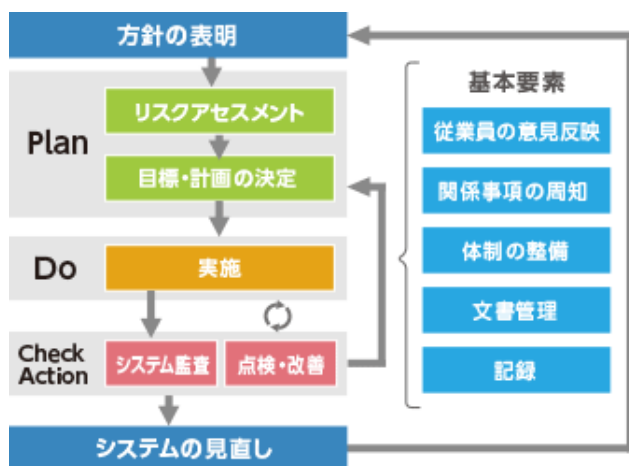 方針の表明
Plan
リスクアセスメント
目標・計画の決定
Do
実施
Check
Action
システム監査
点検・改善
システムの見直し
基本要素
従業員の意見反映
関係事項の周知
体制の整備
文書管理
記録